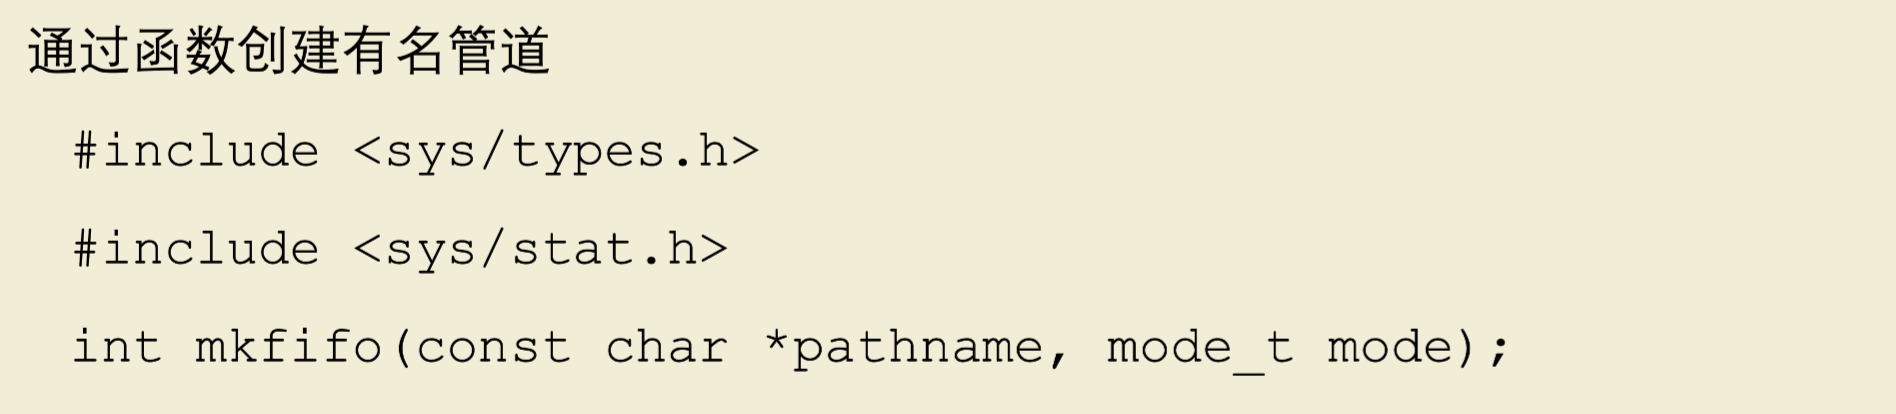 通过函数创建有名管道
#include <sys/types.h>
#include <sys/stat.h>
int mkfifo(const char *pathname, mode_t mode);